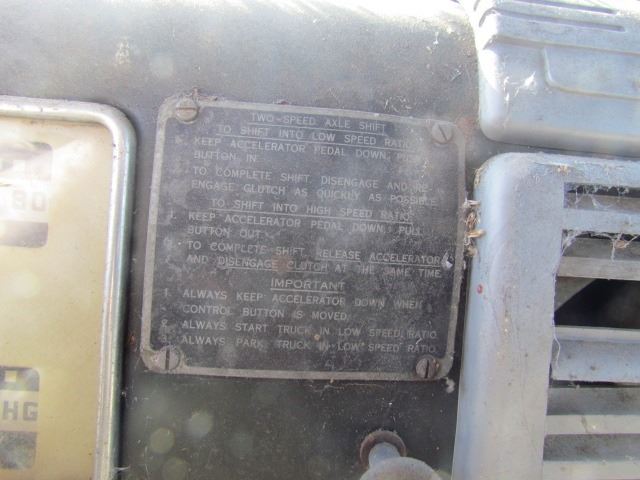 TWO-SPEED AXLE SHIFT
TO SHIFT INTO LOW SPEED RATIO
KEEP ACCELERATOR PEDAL DOWN, PUSH
BUTTON IN.
TO COMPLETE SHIFT, DISENGAGE AND RE-
ENGAGE CLUTCH AS QUICKLY AS POSSIBLE
TO SHIFT INTO HIGH SPEED RATIO
1. KEEP ACCELERATOR PEDAL DOWN, PULL
BUTTON OUT.
TO COMPLETE SHIFT RELEASE ACCELERATOR
AND DISENGAGE CLUTCH AT THE SAME TIME
IMPORTANT
1. ALWAYS KEEP ACCELERATOR DOWN WHEN
CONTROL BUTTON IS MOVED.
2. ALWAYS START TRUCK IN LOW SPEED RATIO.
3. ALWAYS PARK TRUCK IN LOW SPEED RATIO.
80
HG